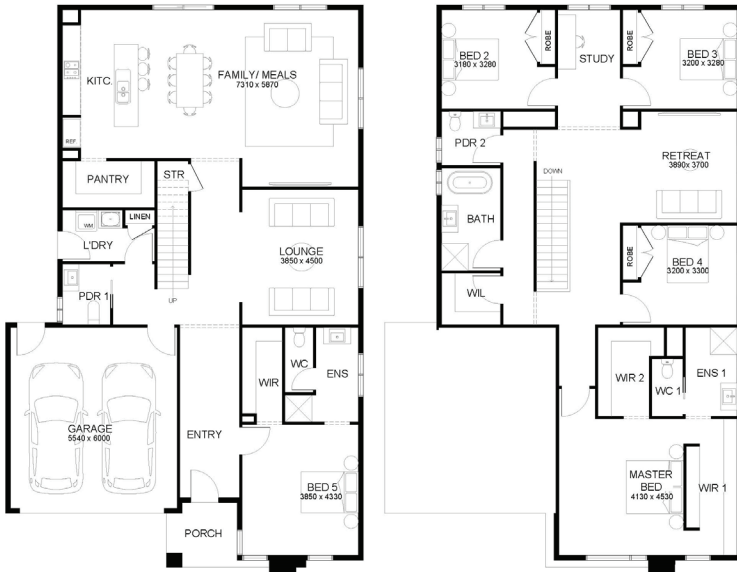 KITC.
FAMILY/ MEALS
7310 x 5870
REF
PANTRY
STR
WM
LINEN
L'DRY
LOUNGE
3850 x 4500
PDR 1
UP
WC
ENS
WIR
GARAGE
5540 x 6000
ENTRY
BED 5
3850 x 4330
PORCH
BED 2
3180 x 3280
ROBE
STUDY
ROBE
BED 3
3200 x 3280
PDR 2
RETREAT
3890x 3700
DOWN
BATH
ROBE
BED 4
3200 x 3300
WIL
WIR 2
WC 1
ENS 1
MASTER
BED
4130 x 4530
WIR 1